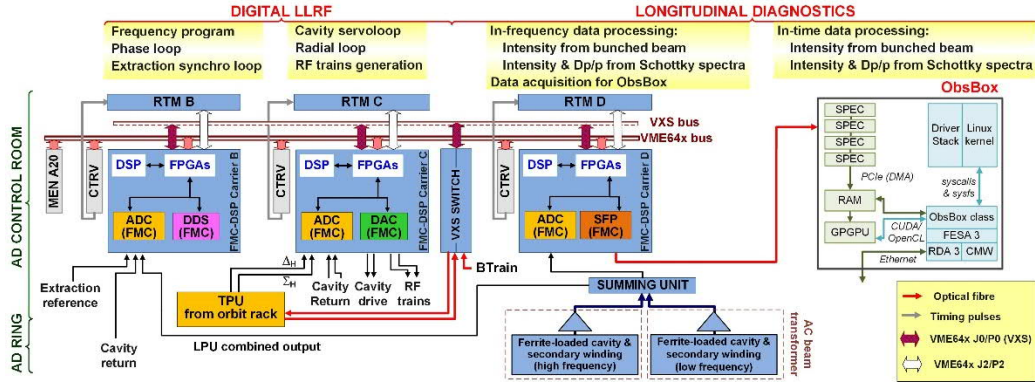 DIGITAL LLRF
LONGITUDINAL DIAGNOSTICS
Frequency program
Phase loop
Extraction synchro loop
Cavity servoloop
Radial loop
RF trains generation
In-frequency data processing:
Intensity from bunched beam
Intensity & Dp/p from Schottky spectra
Data acquisition for ObsBox
In-time data processing:
Intensity from bunched beam
Intensity & Dp/p from Schottky spectra
ObsBox
RTM B
RTM C
RTM D
VXS bus
VME64x bus
AD CONTROL ROOM
AD RING
MEN A20
CTRV
DSP
FPGAs
ADC
(FMC)
DDS
(FMC)
FMC-DSP Carrier B
CTRV
DSP
FPGAs
ADC
(FMC)
DAC
(FMC)
FMC-DSP Carrier C
VXS SWITCH
CTRV
DSP
FPGAs
ADC
(FMC)
SFP
(FMC)
FMC-DSP Carrier D
SPEC
SPEC
SPEC
SPEC
PCIe (DMA)
RAM
GPGPU
Driver
Stack
Linux
kernel
syscalls
& sysfs
ObsBox class
CUDA/
OpenCL
FESA 3
RDA 3
CMW
Ethernet
Extraction
reference
Cavity
return
ΔH
ΣH
TPU
from orbit rack
Cavity
Return
Cavity
drive
RF
trains
BTrain
LPU combined output
SUMMING UNIT
Ferrite-loaded cavity &
secondary winding
(high frequency)
Ferrite-loaded cavity &
secondary winding
(low frequency)
AC beam
transformer
Optical fibre
Timing pulses
VME64x J0/P0 (VXS)
VME64x J2/P2